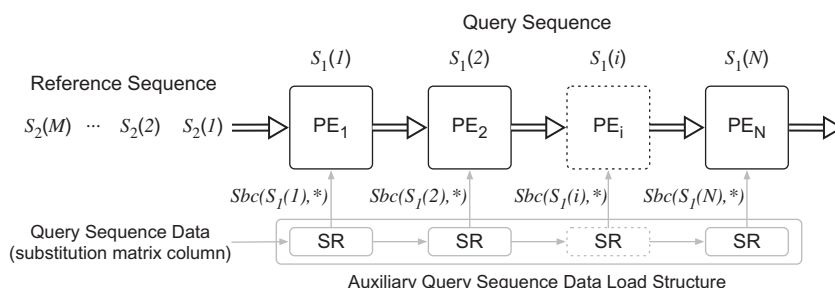 Query Sequence
S1(1) S1(2) S1(i) S1(N)
Reference Sequence
S2(M) ··· S2(2) S2(1) PE1 PE2 PEi PEN
Sbc(S1(1),*) Sbc(S1(2),*) Sbc(S1(i),*) Sbc(S1(N),*)
Query Sequence Data
(substitution matrix column)
SR SR SR SR
Auxiliary Query Sequence Data Load Structure